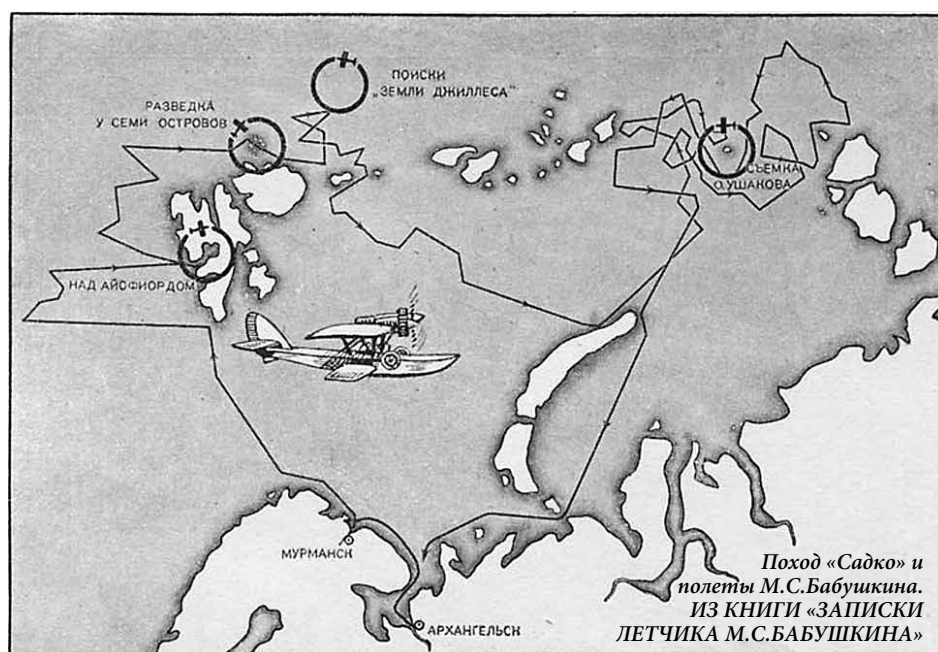 ПОИСКИ
„ЗЕМЛИ ДЖИЛЛЕСА“
РАЗВЕДКА
У СЕМИ ОСТРОВОВ
СЪЕМКА
О.УШАКОВА
НАД АЙСФИОРДОМ
МУРМАНСК
АРХАНГЕЛЬСК
Поход «Садко» и
полеты М.С.Бабушкина.
ИЗ КНИГИ «ЗАПИСКИ
ЛЕТЧИКА М.С.БАБУШКИНА»